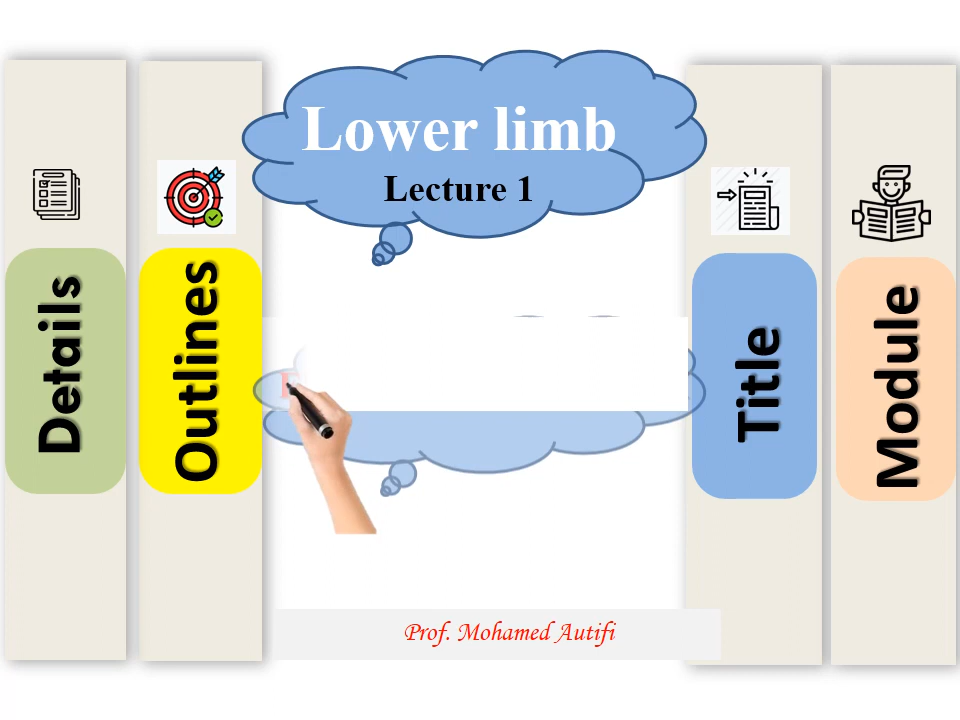 Lower limb
Lecture 1
Details
Outlines
Title
Module
Prof. Mohamed Autifi